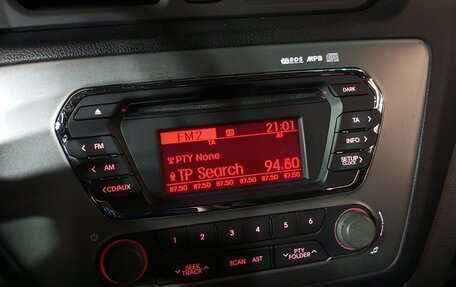 RDS MP3
DARK
< FM
< AM
< CD/AUX
FM2 21:01
TA AF
PTY None
TP Search 94.60
87.50 87.50 87.50 87.50 87.50 87.50
TA >
INFO >
SETUP >
CLOCK
1 2 3 4 5 6
SEEK
TRACK
SCAN AST
PTY
FOLDER